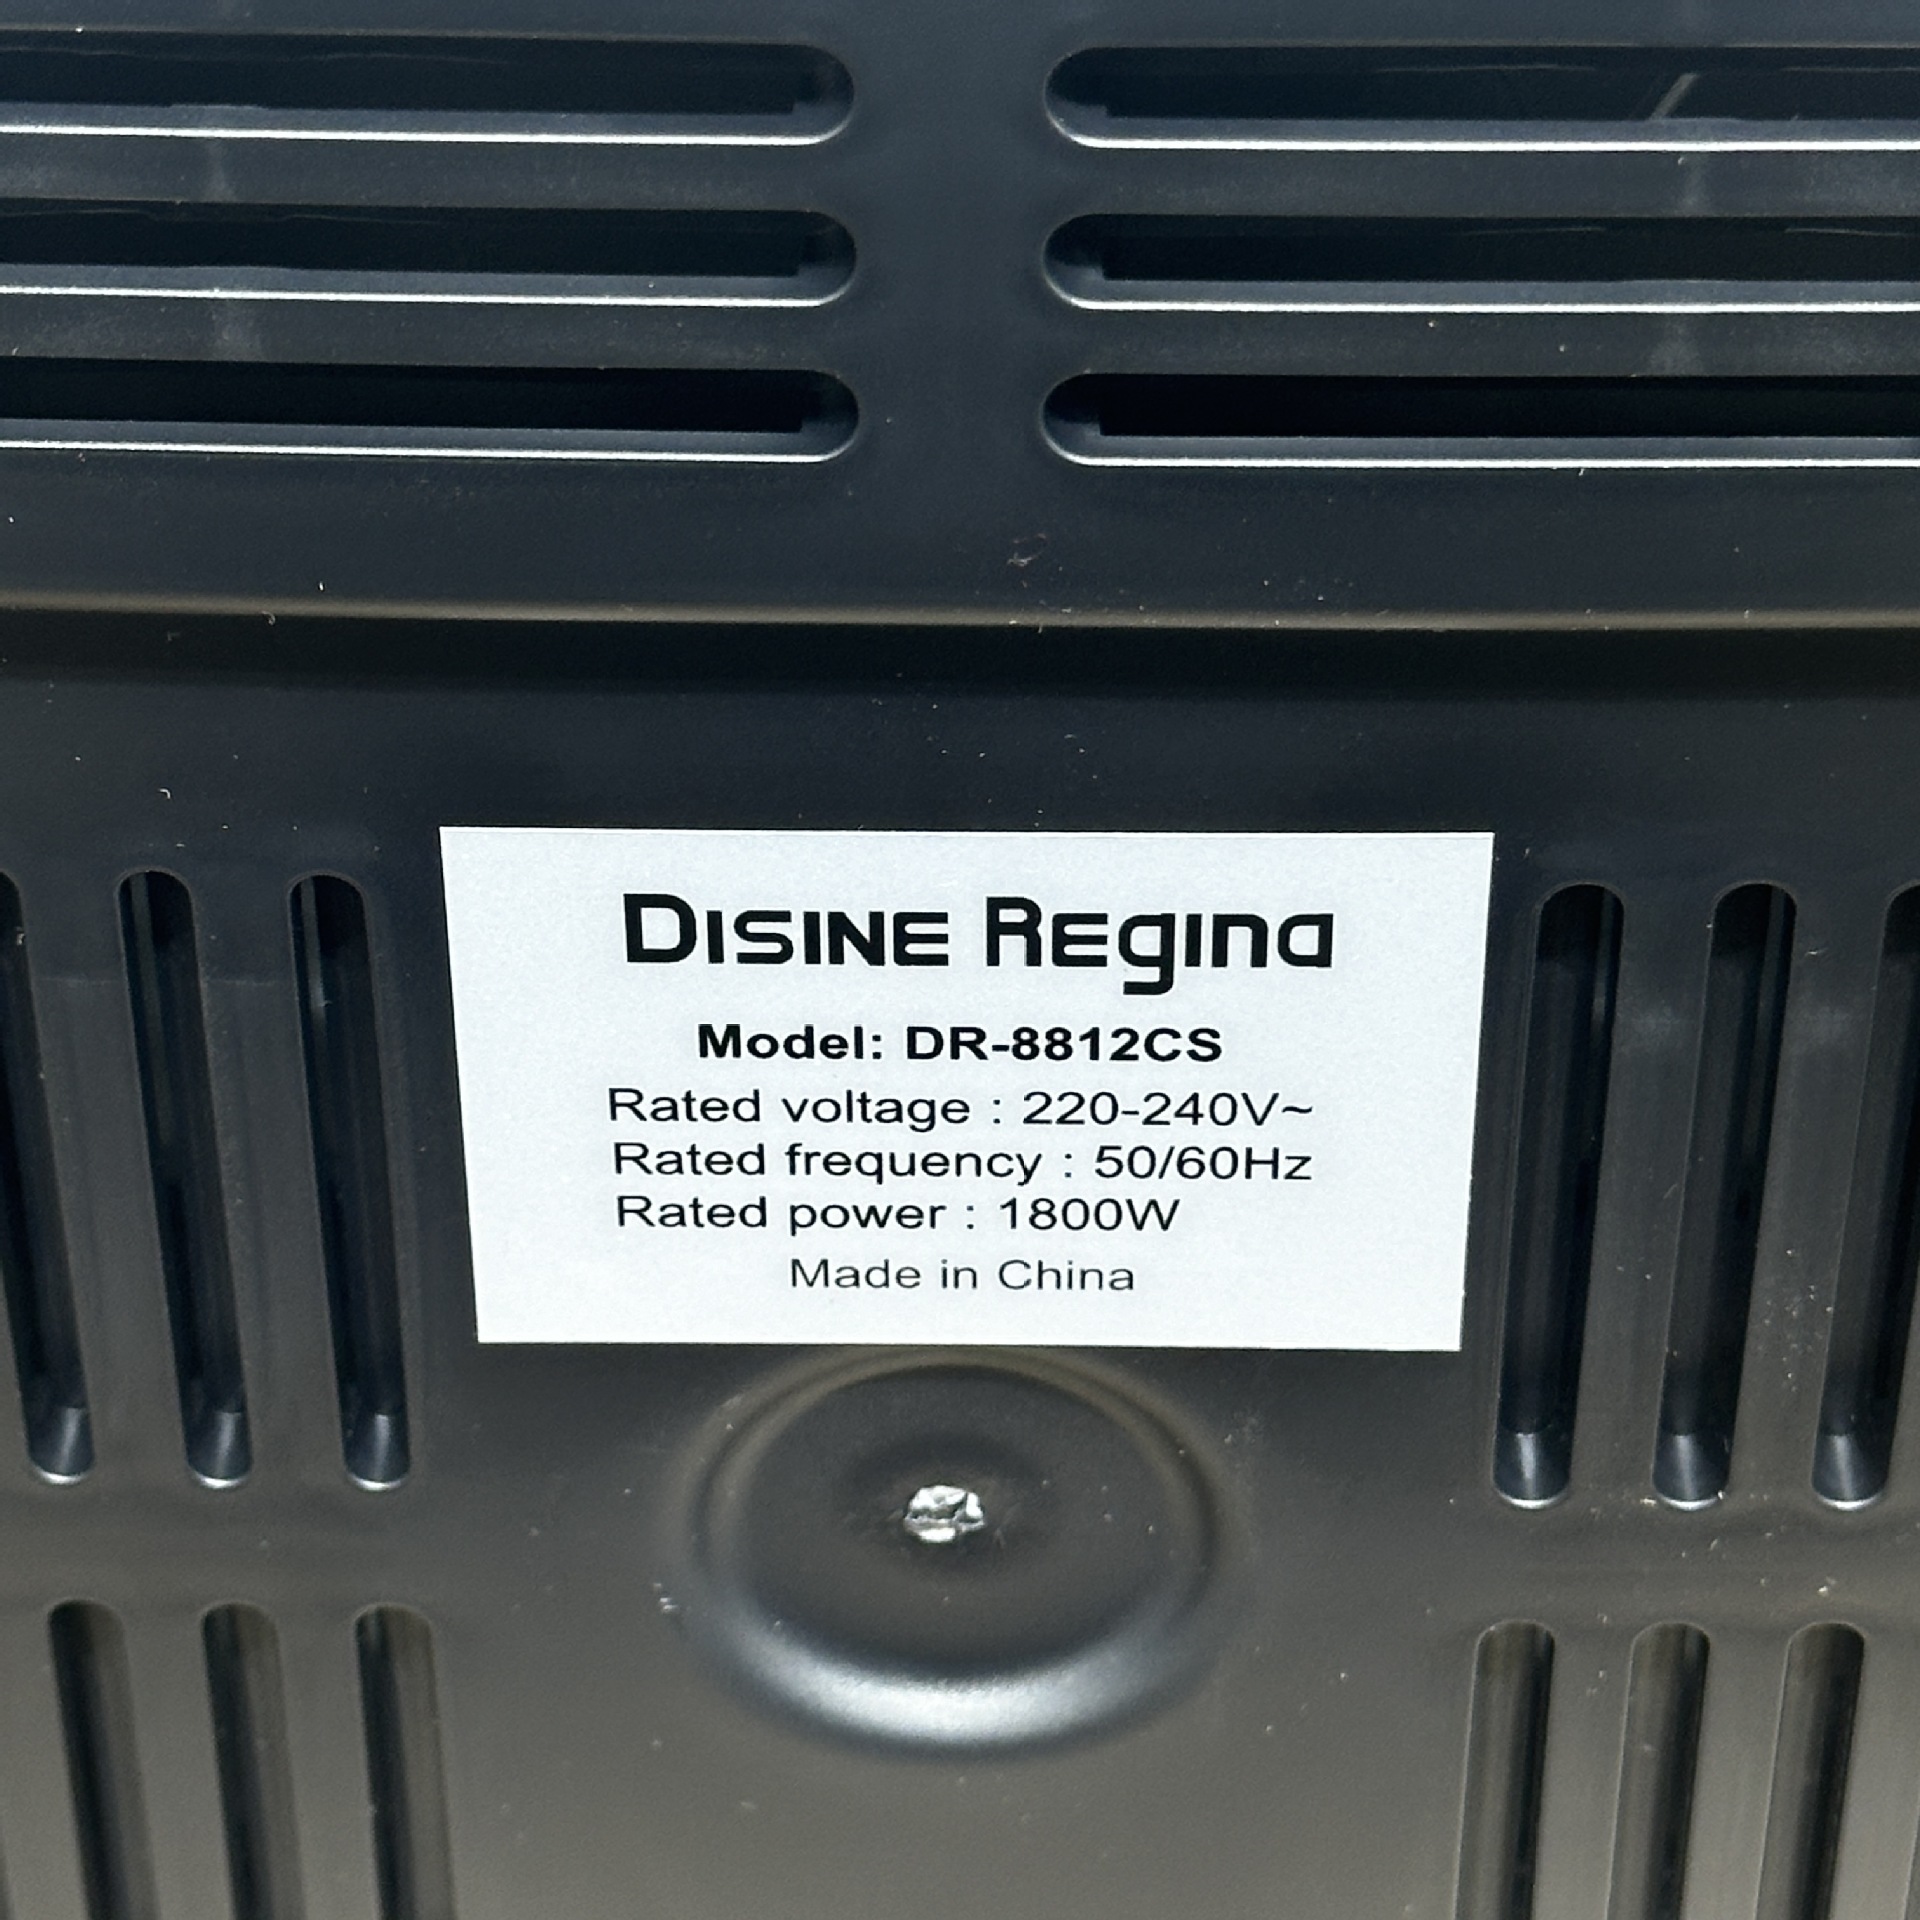 DISINE REgina
Model: DR-8812CS
Rated voltage : 220-240V~
Rated frequency : 50/60Hz
Rated power : 1800W
Made in China